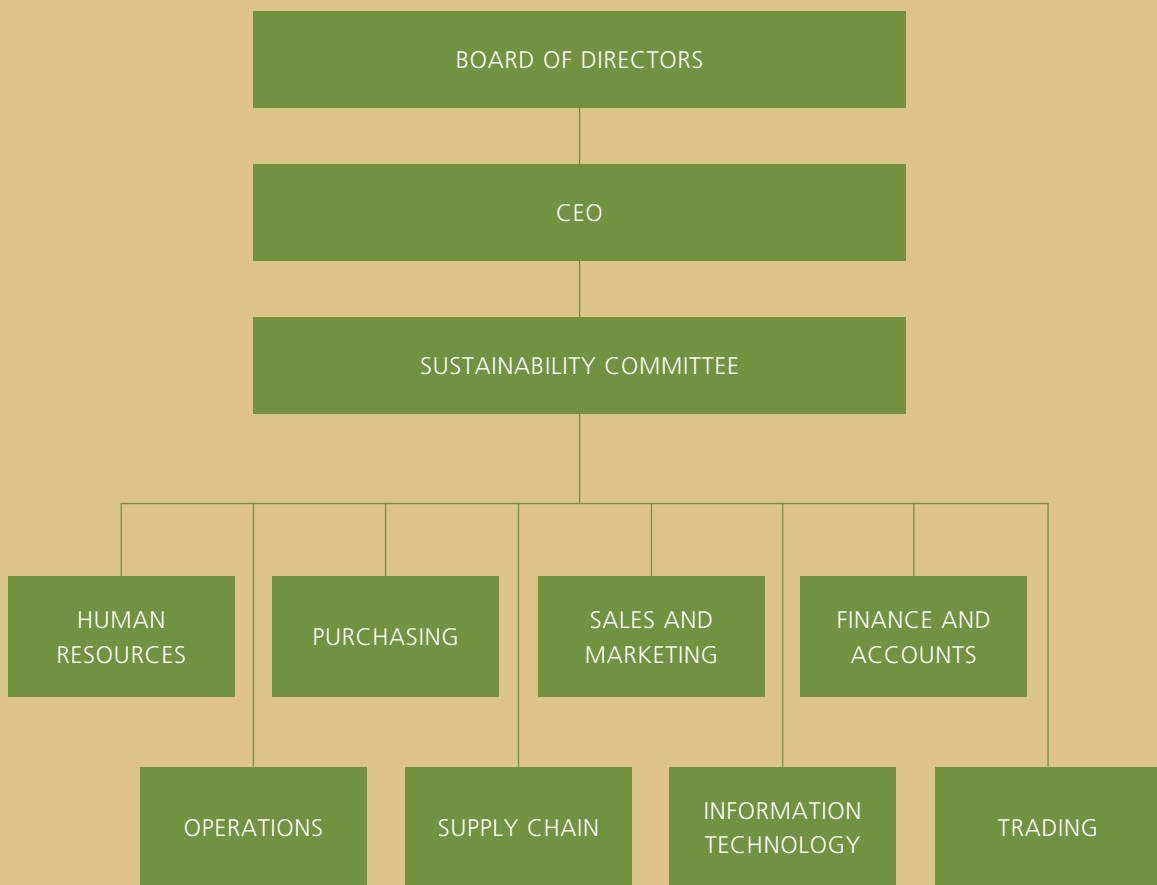 BOARD OF DIRECTORS
CEO
SUSTAINABILITY COMMITTEE
HUMAN
RESOURCES
PURCHASING
SALES AND
MARKETING
FINANCE AND
ACCOUNTS
OPERATIONS
SUPPLY CHAIN
INFORMATION
TECHNOLOGY
TRADING